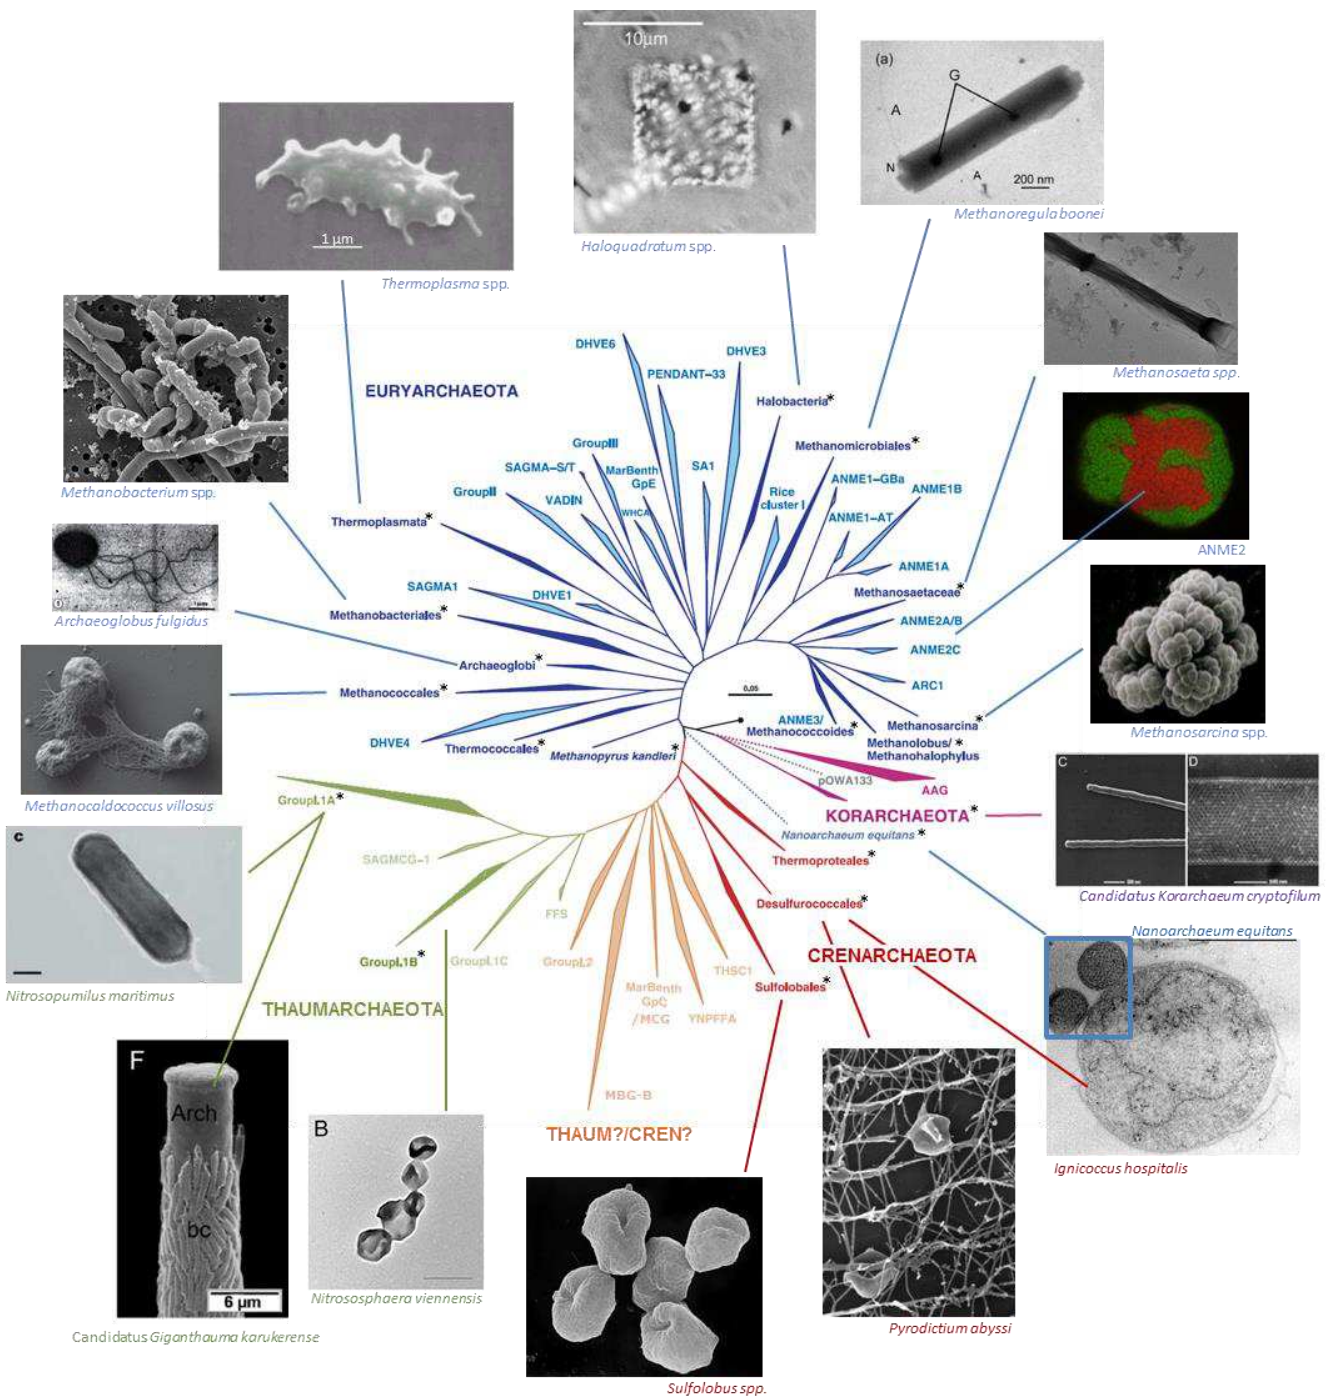 10µm
(a)
G
A
N
A
200 nm
Methanoregula boonei
Haloquadratum spp.
1 µm
Thermoplasma spp.
Methanosaeta spp.
DHVE6
DHVE3
PENDANT–33
EURYARCHAEOTA
Halobacteria*
Methanomicrobiales*
GroupIII
SAGMA–S/T
MarBenth
GpE
SA1
ANME1–GBa
ANME1B
GroupII
VADIN
WHCA
Rice
cluster I
ANME1–AT
Methanobacterium spp.
Thermoplasmata*
ANME2
ANME1A
SAGMA1
DHVE1
Methanosaetaceae*
Methanobacteriales*
ANME2A/B
Archaeoglobus fulgidus
ANME2C
Archaeoglobi*
ARC1
Methanococcales*
0.05
ANME3/
Methanococcoides*
Methanosarcina*
Methanosarcina spp.
DHVE4
Thermococcales*
Methanopyrus kandleri*
Methanolobus/*
Methanohalophylus
pOWA133
AAG
C
D
Methanocaldococcus villosus
GroupI.1A*
KORARCHAEOTA*
Nanoarchaeum equitans*
c
SAGMCG–1
Thermoproteales*
Candidatus Korarchaeum cryptofilum
FFS
Desulfurococcales*
Nanoarchaeum equitans
GroupI.1B*
GroupI.1C
GroupI.2
THSC1
CRENARCHAEOTA
Nitrosopumilus maritimus
MarBenth
GpC
/MCG
Sulfolobales*
THAUMARCHAEOTA
YNPFFA
MBG-B
THAUM?/CREN?
F
Arch
bc
6 µm
B
Ignicoccus hospitalis
Nitrososphaera viennensis
Candidatus Giganthauma karukerense
Pyrodictium abyssi
Sulfolobus spp.